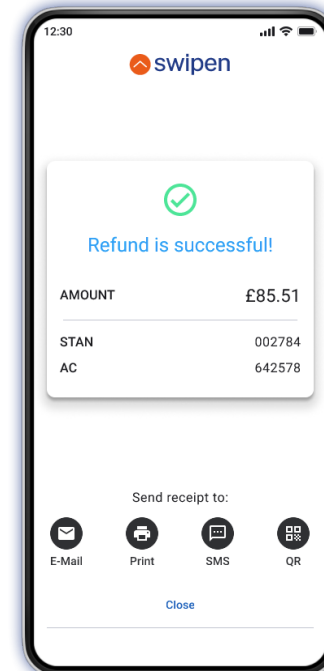 12:30
swipen
Refund is successful!
AMOUNT £85.51
STAN 002784
AC 642578
Send receipt to:
E-Mail Print SMS QR
Close